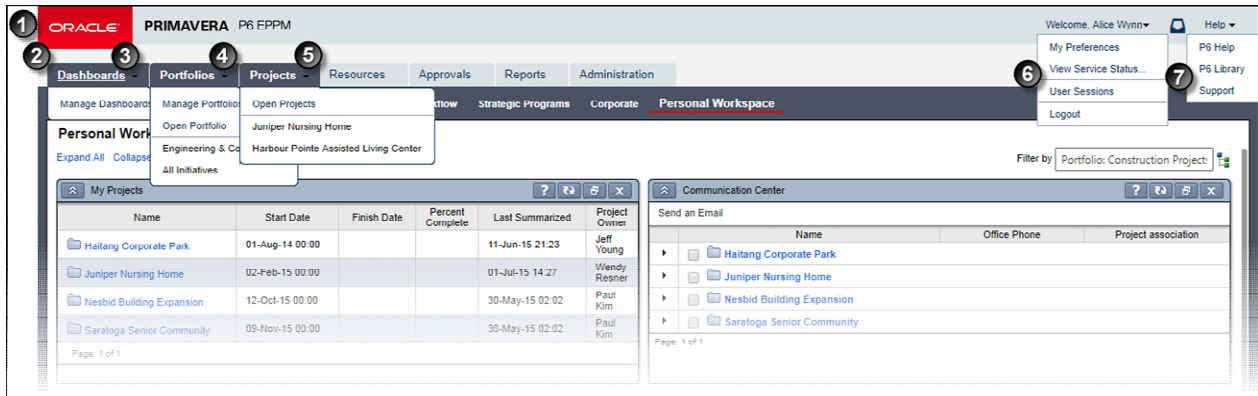 1 ORACLE PRIMAVERA P6 EPPM Welcome, Alice Wynn Help
2 3 4 5
Dashboards Portfolios Projects Resources Approvals Reports Administration
My Preferences
View Service Status...
User Sessions
Logout
6
P6 Help
P6 Library
Support
7
Manage Dashboards
Manage Portfolios
Open Portfolio
Engineering & Co
All Initiatives
Open Projects
Juniper Nursing Home
Harbour Pointe Assisted Living Center
Strategic Programs Corporate Personal Workspace
Personal Work
Expand All Collapse
Filter by Portfolio: Construction Project
My Projects
Name Start Date Finish Date Percent Complete Last Summarized Project Owner
Haitang Corporate Park 01-Aug-14 00:00 11-Jun-15 21:23 Jeff Young
Juniper Nursing Home 02-Feb-15 00:00 01-Jul-15 14:27 Wendy Resner
Nesbid Building Expansion 12-Oct-15 00:00 30-May-15 02:02 Paul Kim
Saratoga Senior Community 09-Nov-15 00:00 30-May-15 02:02 Paul Kim
Page: 1 of 1
Communication Center
Send an Email
Name Office Phone Project association
Haitang Corporate Park
Juniper Nursing Home
Nesbid Building Expansion
Saratoga Senior Community
Page: 1 of 1